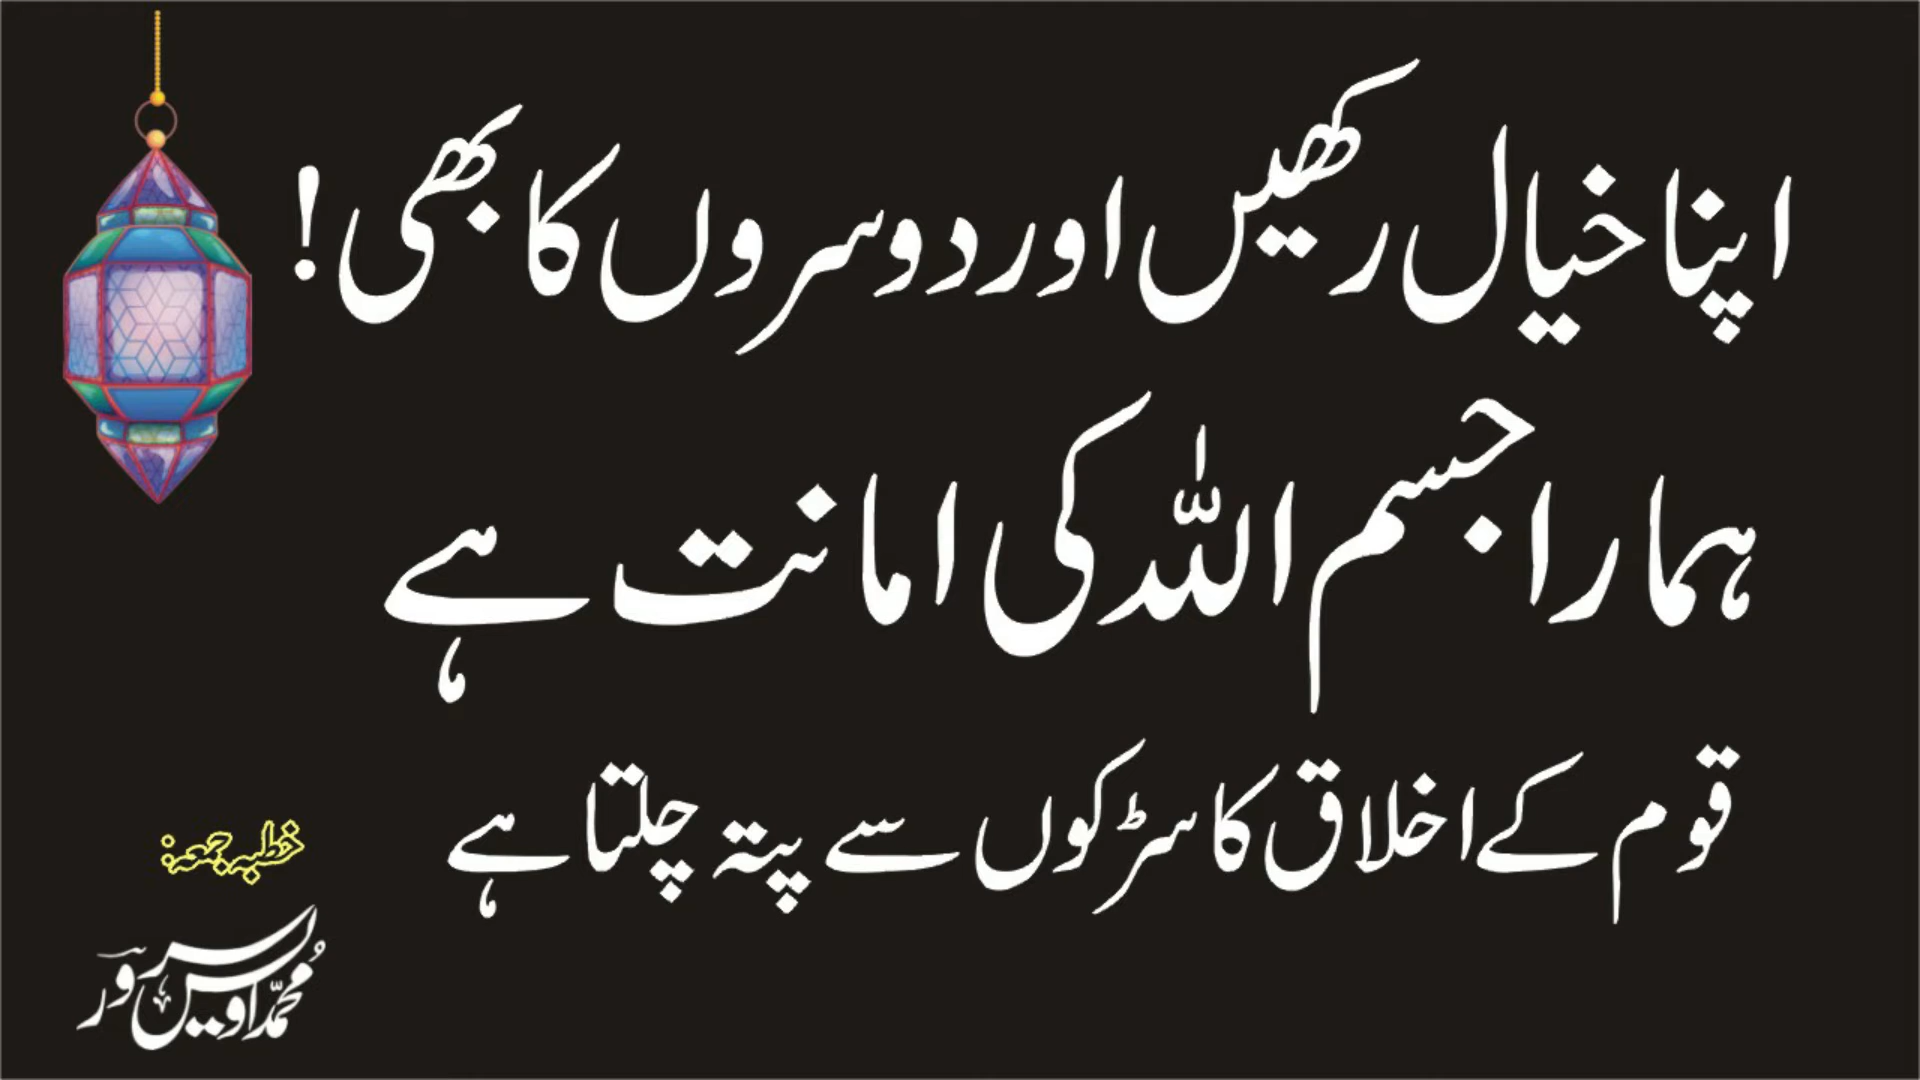 اپنا خیال رکھیں اور دوسروں کا بھی!
ہمارا جسم اللہ کی امانت ہے
قوم کے اخلاق کا سڑکوں سے پتہ چلتا ہے
خطبہ جمعہ:
محمد اویس سرور